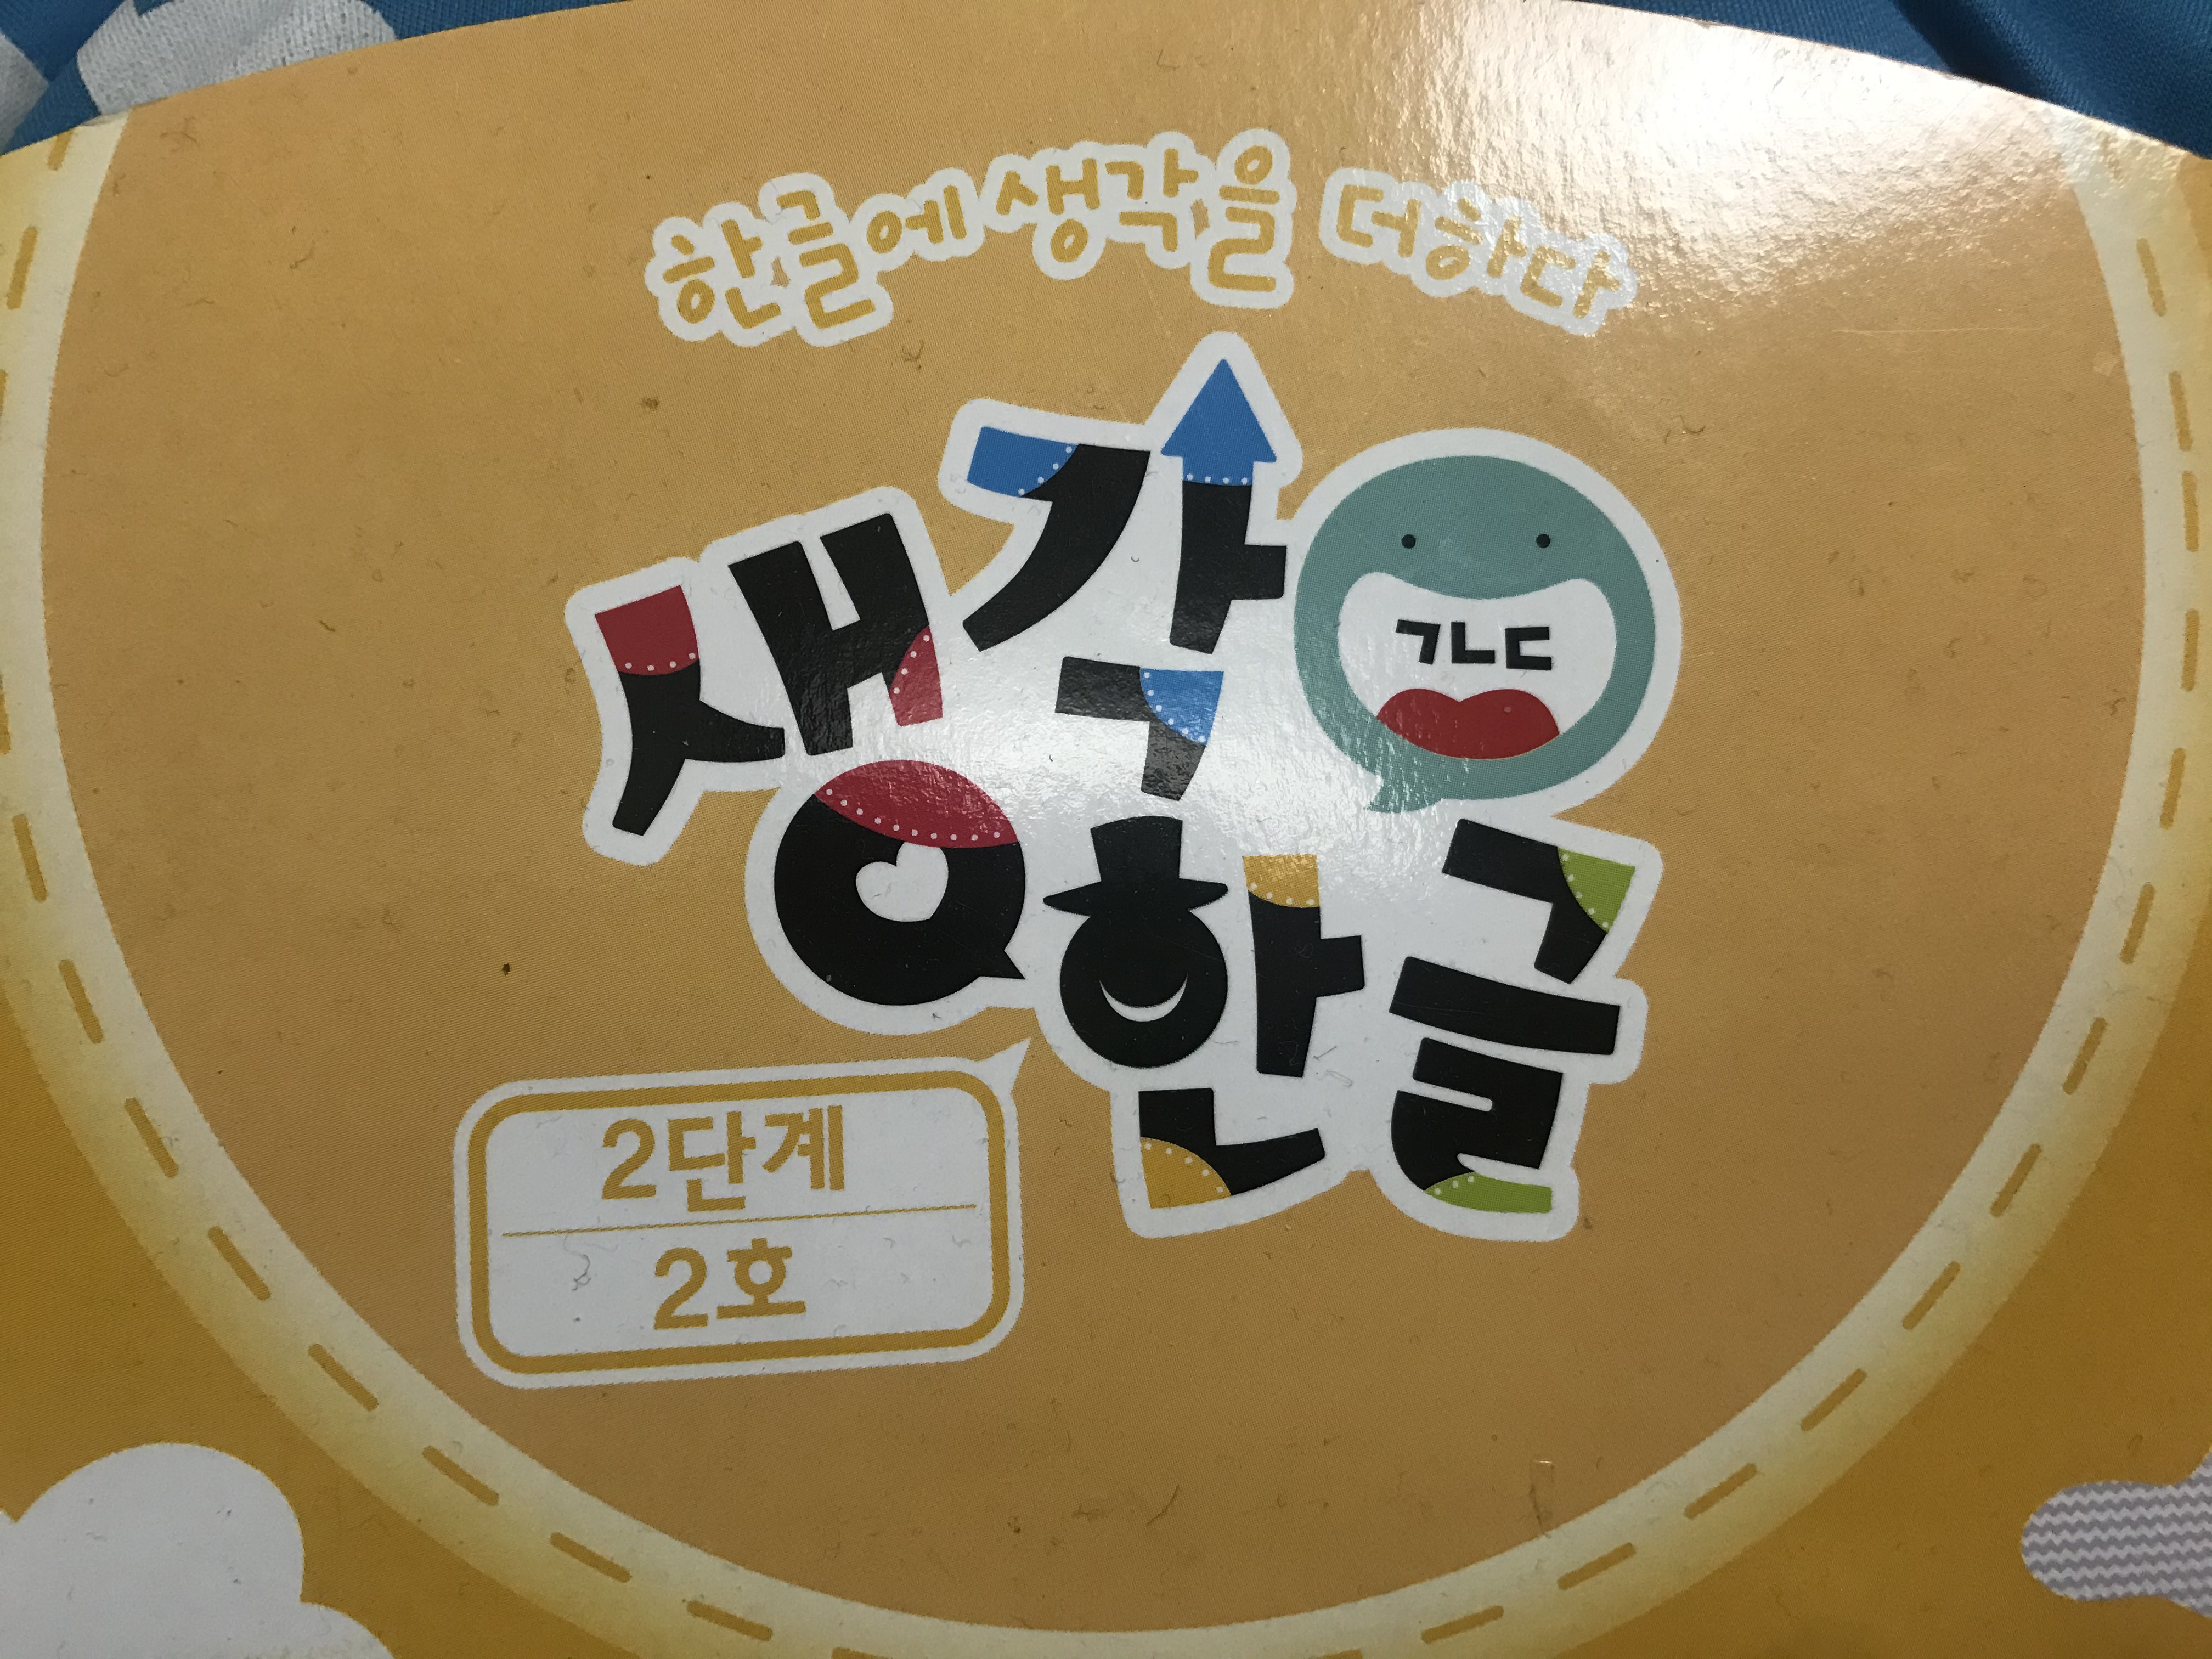 한글에 생각을 더하다
생각
ㄱㄴㄷ
한글
2단계
2호